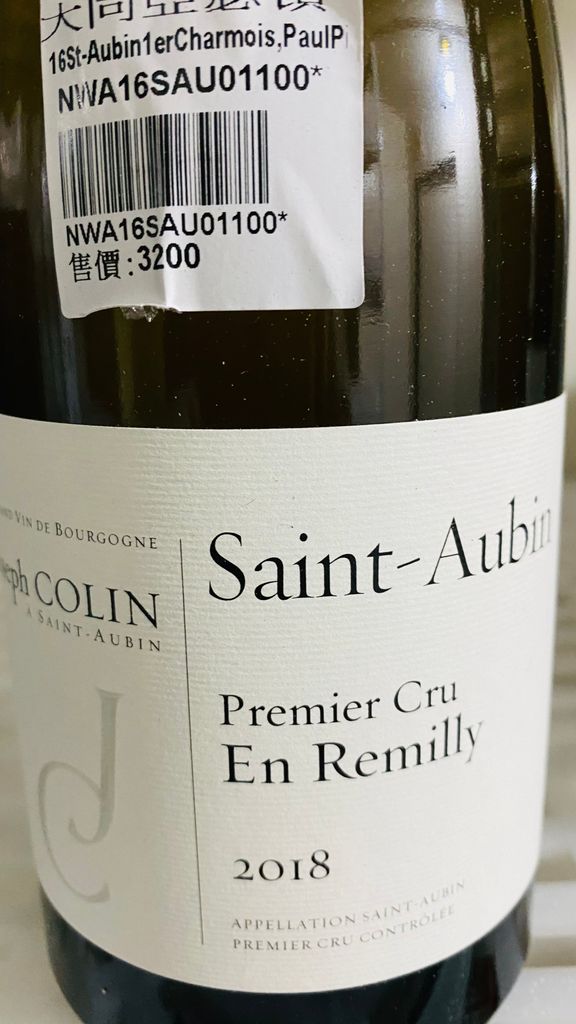 16St-Aubin1erCharmois,PaulPi
NWA16SAU01100*
NWA16SAU01100*
售價:3200
VIN DE BOURGOGNE
COLIN
A SAINT-AUBIN
Saint-Aubin
Premier Cru
En Remilly
2018
APPELLATION SAINT-AUBIN
PREMIER CRU CONTRÔLÉE